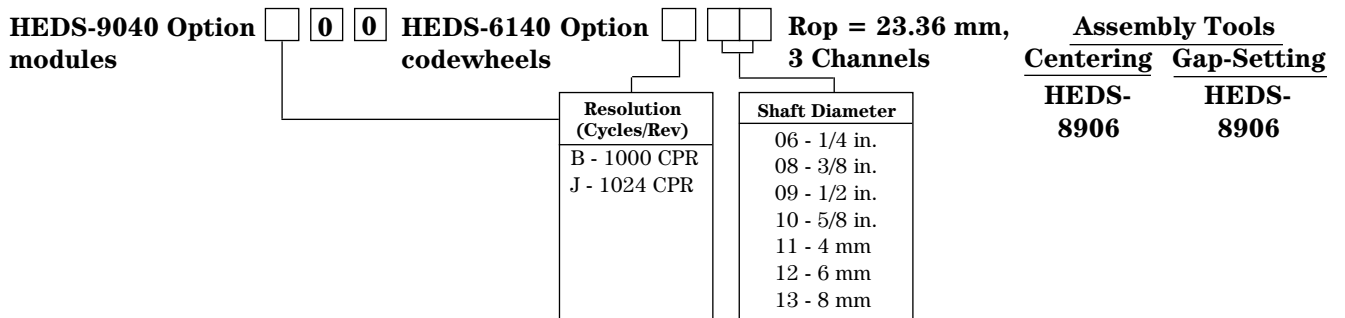 HEDS-9040 Option 0 0 HEDS-6140 Option Rop = 23.36 mm, Assembly Tools
modules codewheels 3 Channels Centering Gap-Setting
HEDS- HEDS-
8906 8906
Resolution
(Cycles/Rev)
B - 1000 CPR
J - 1024 CPR
Shaft Diameter
06 - 1/4 in.
08 - 3/8 in.
09 - 1/2 in.
10 - 5/8 in.
11 - 4 mm
12 - 6 mm
13 - 8 mm